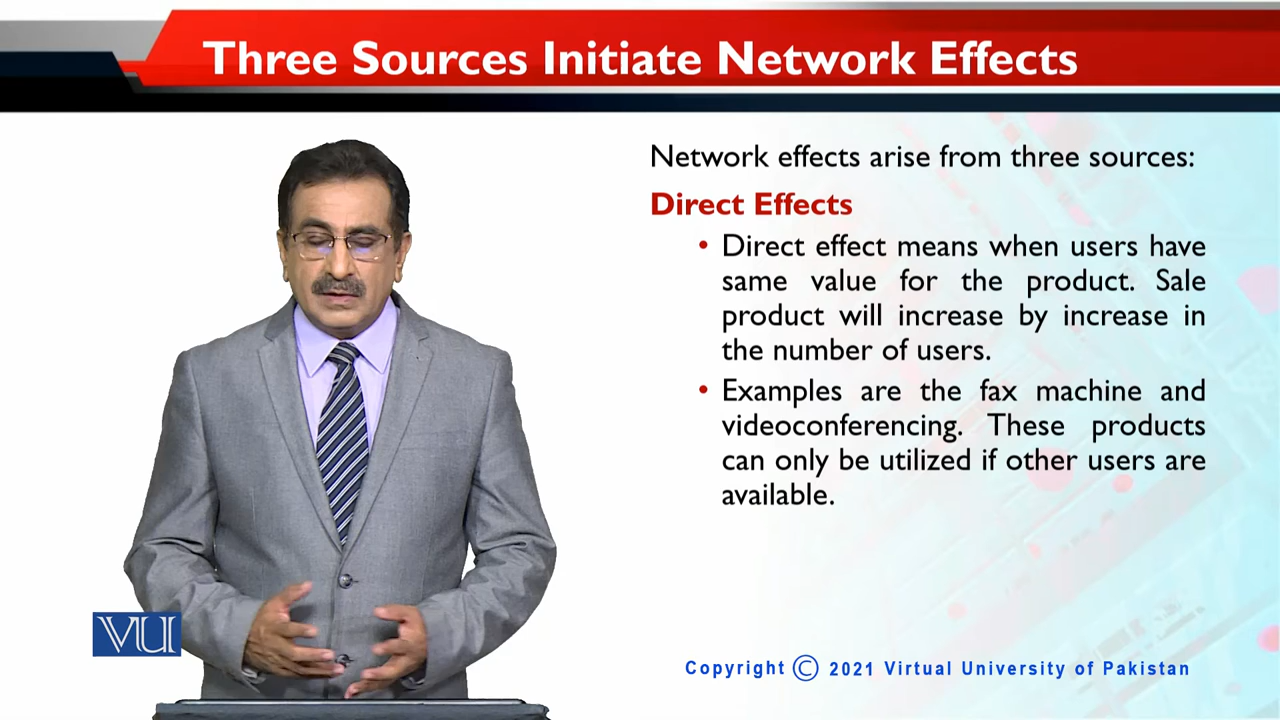 Three Sources Initiate Network Effects
Network effects arise from three sources:
Direct Effects
• Direct effect means when users have
same value for the product. Sale
product will increase by increase in
the number of users.
• Examples are the fax machine and
videoconferencing. These products
can only be utilized if other users are
available.
VU
Copyright © 2021 Virtual University of Pakistan